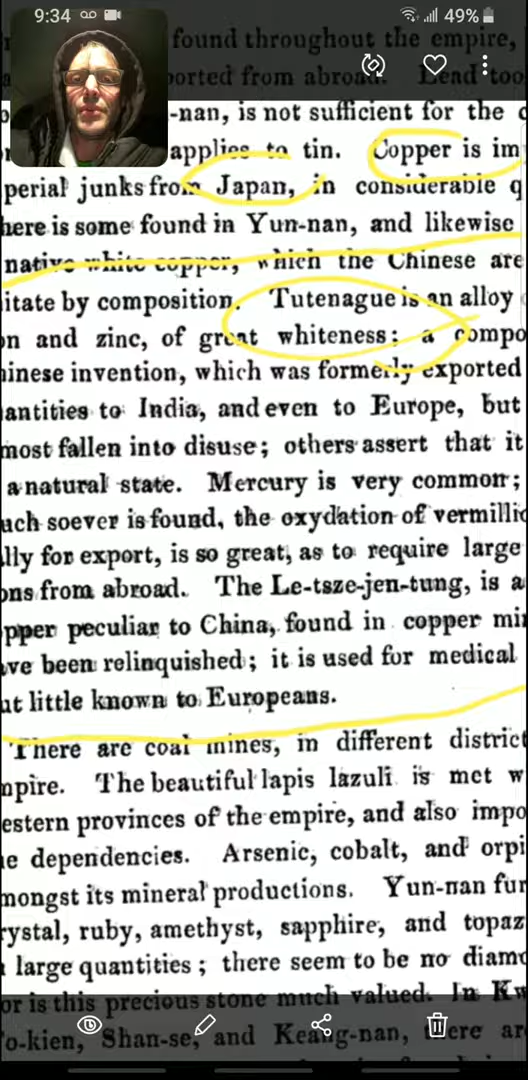 9:34
49%
found throughout the empire,
ported from abroad. Lead too
-nan, is not sufficient for the
applies to tin. Copper is im
perial junks from Japan, in considerable q
here is some found in Yun-nan, and likewise
native white copper, which the Chinese are
itate by composition. Tutenague is an alloy
n and zinc, of great whiteness: a compo
inese invention, which was formerly exported
antities to India, and even to Europe, but
most fallen into disuse; others assert that it
a natural state. Mercury is very common;
uch soever is found, the oxydation of vermillio
lly for export, is so great, as to require large
ons from abroad. The Le-tsze-jen-tung, is a
pper peculiar to China, found in copper mi
ve been relinquished; it is used for medical
ut little known to Europeans.
There are coal mines, in different district
mpire. The beautiful lapis lazuli is met w
estern provinces of the empire, and also impo
e dependencies. Arsenic, cobalt, and orpi
mongst its mineral productions. Yun-nan fur
rystal, ruby, amethyst, sapphire, and topaz
large quantities; there seem to be no diamo
or is this precious stone much valued. In Kw
o-kien, Shan-se, and Keang-nan, there are